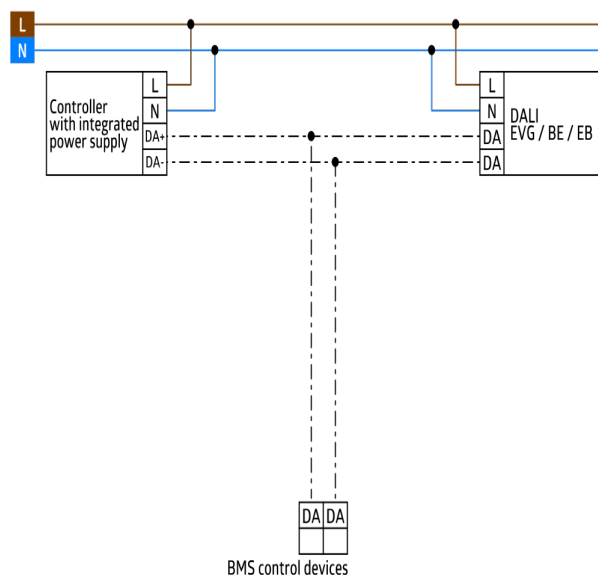 L
N
Controller
with integrated
power supply
L
N
DA+
DA-
L
N
DA
DA
DALI
EVG / BE / EB
DA DA
BMS control devices